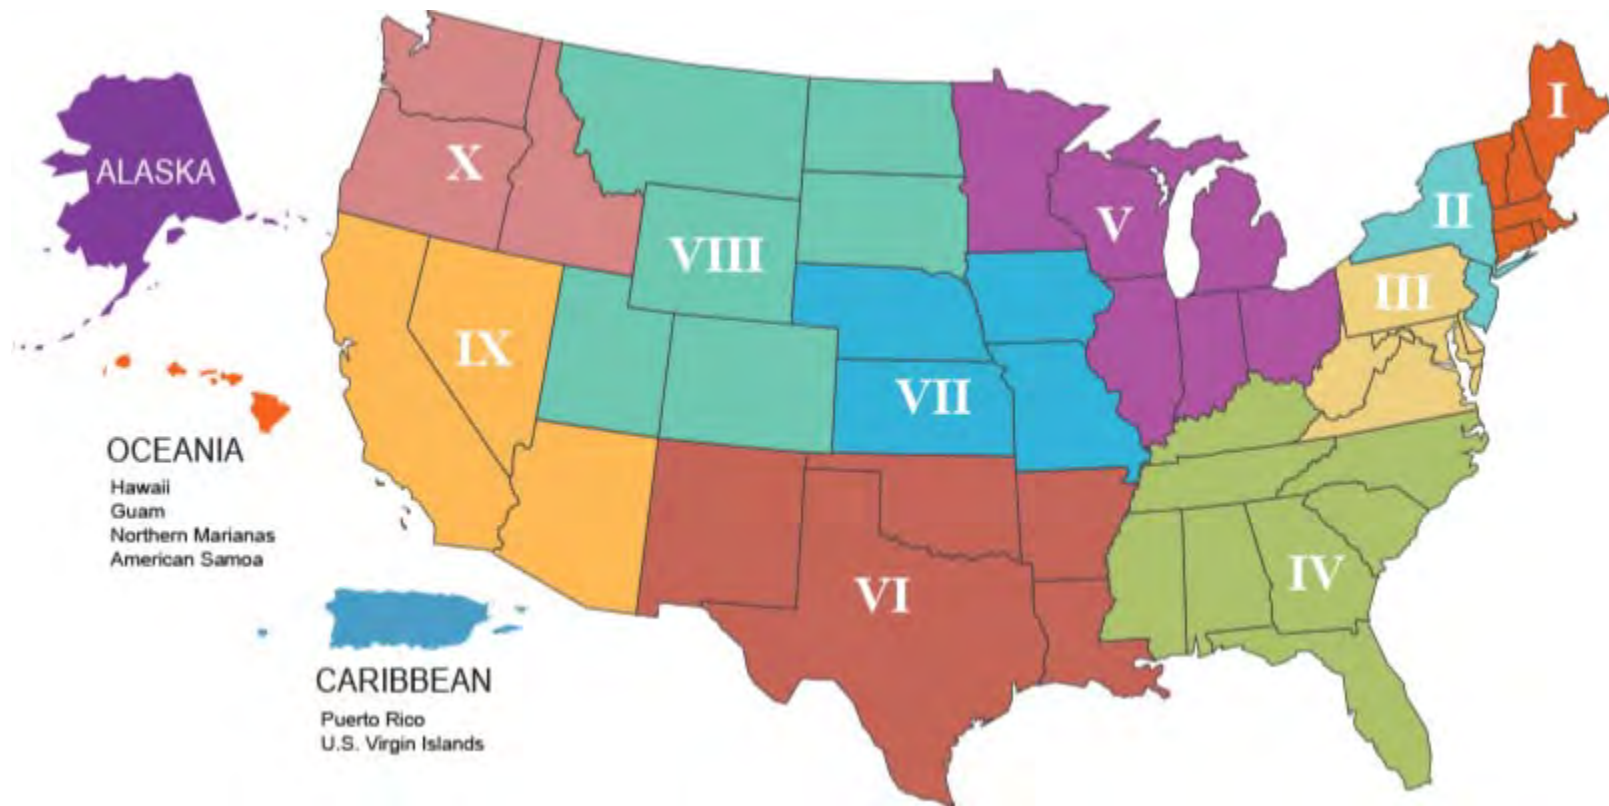 I
ALASKA
X
II
V
VIII
III
IX
VII
OCEANIA
Hawaii
Guam
Northern Marianas
American Samoa
VI
IV
CARIBBEAN
Puerto Rico
U.S. Virgin Islands